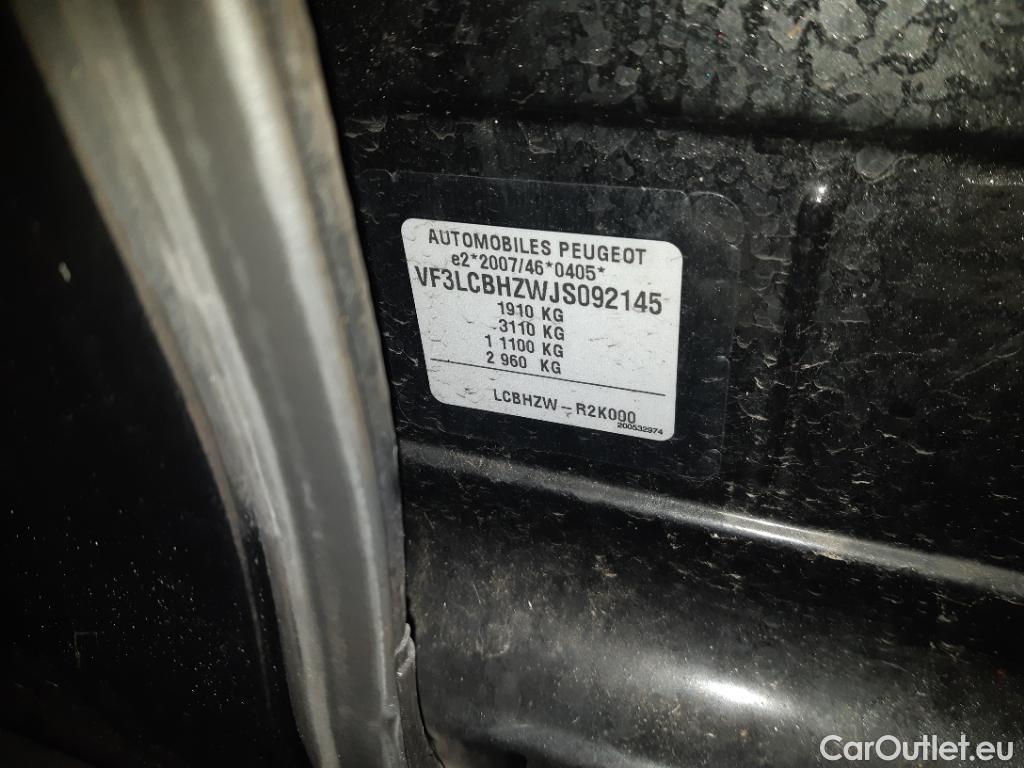 AUTOMOBILES PEUGEOT
e2*2007/46*0405*
VF3LCBHZWJS092145
1910 KG
3110 KG
1 1100 KG
2 960 KG
LCBHZW - R2K000
200532974
CarOutlet.eu